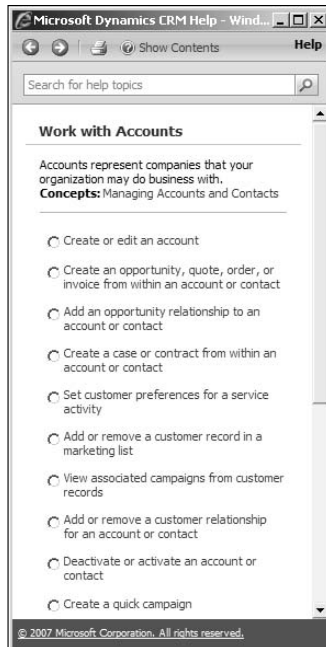 Microsoft Dynamics CRM Help - Wind...
Show Contents
Help
Search for help topics
Work with Accounts
Accounts represent companies that your
organization may do business with.
Concepts: Managing Accounts and Contacts
Create or edit an account
Create an opportunity, quote, order, or
invoice from within an account or contact
Add an opportunity relationship to an
account or contact
Create a case or contract from within an
account or contact
Set customer preferences for a service
activity
Add or remove a customer record in a
marketing list
View associated campaigns from customer
records
Add or remove a customer relationship
for an account or contact
Deactivate or activate an account or
contact
Create a quick campaign
© 2007 Microsoft Corporation. All rights reserved.